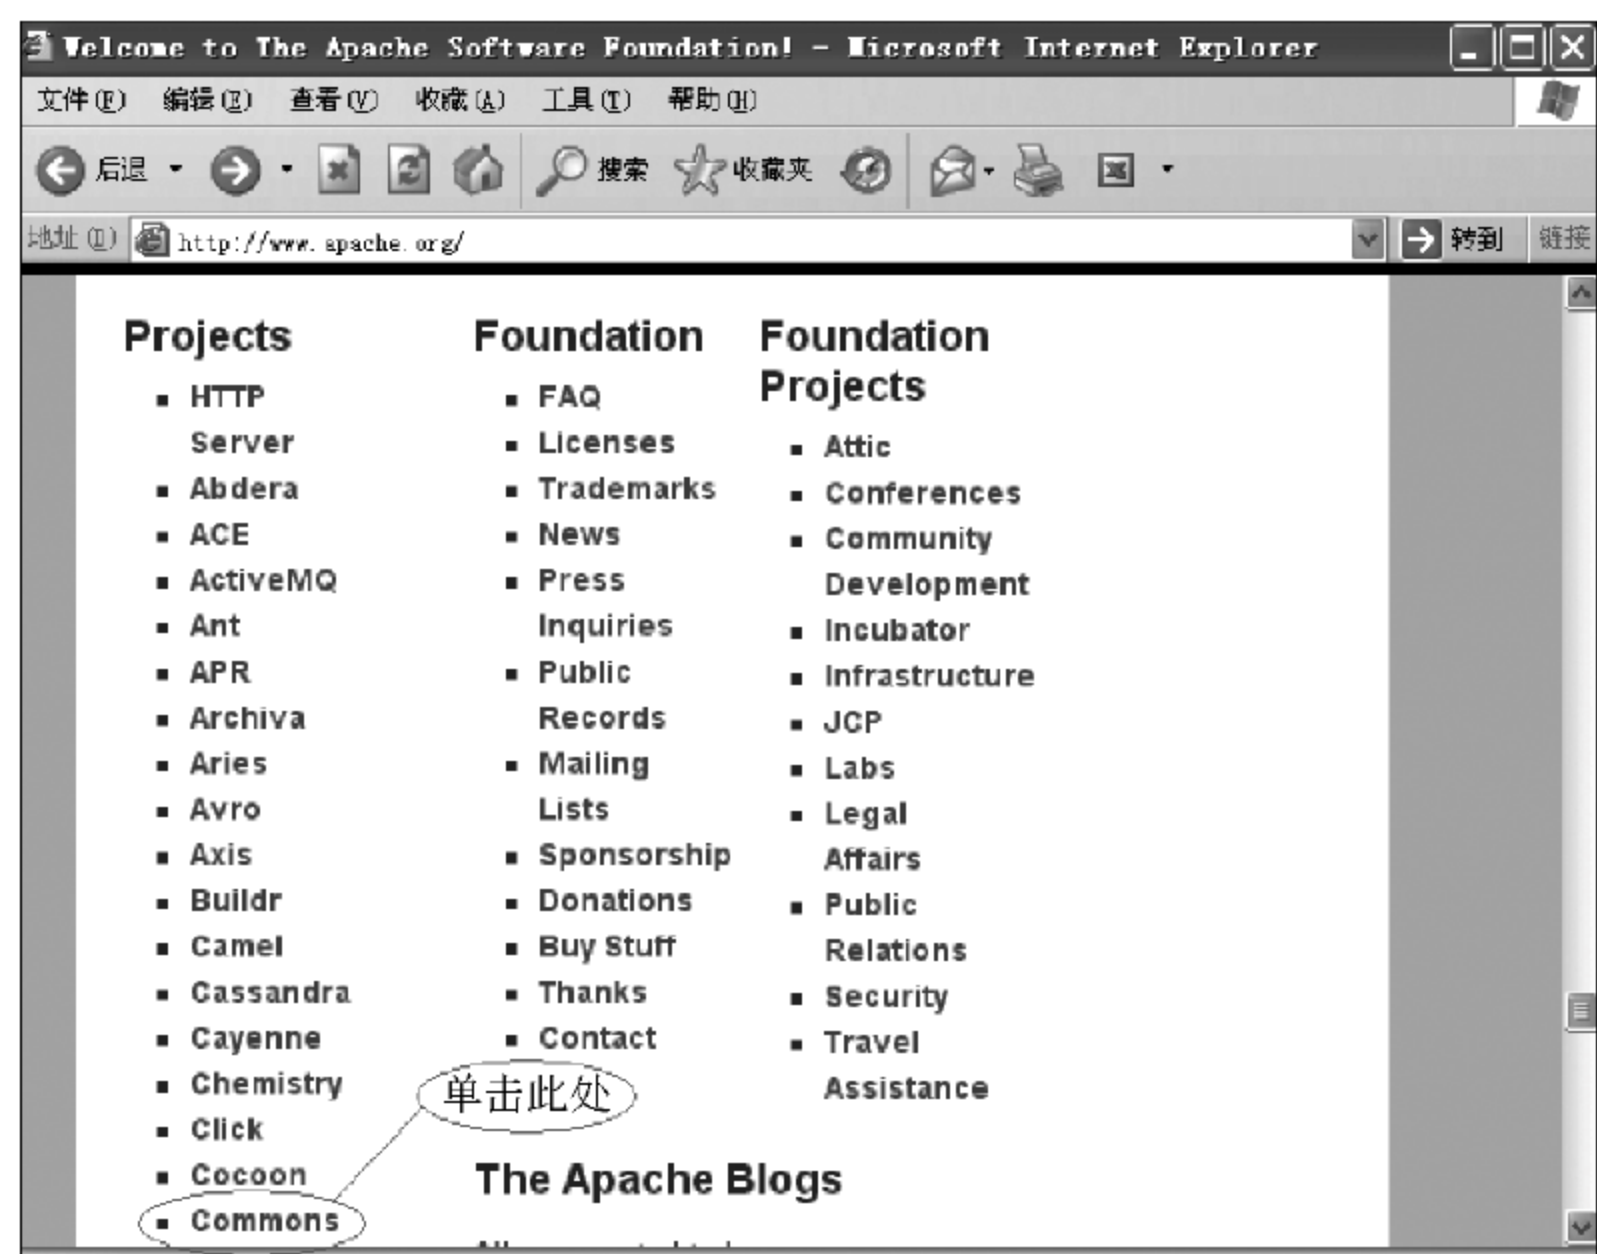 Welcome to The Apache Software Foundation! - Microsoft Internet Explorer
文件(F) 编辑(E) 查看(V) 收藏(A) 工具(T) 帮助(H)
后退 搜索 收藏夹
地址(D) http://www.apache.org/ 转到 链接
Projects
HTTP
Server
Abdera
ACE
ActiveMQ
Ant
APR
Archiva
Aries
Avro
Axis
Buildr
Camel
Cassandra
Cayenne
Chemistry
Click
Cocoon
Commons
Foundation
FAQ
Licenses
Trademarks
News
Press
Inquiries
Public
Records
Mailing
Lists
Sponsorship
Donations
Buy Stuff
Thanks
Contact
单击此处
Foundation
Projects
Attic
Conferences
Community
Development
Incubator
Infrastructure
JCP
Labs
Legal
Affairs
Public
Relations
Security
Travel
Assistance
The Apache Blogs